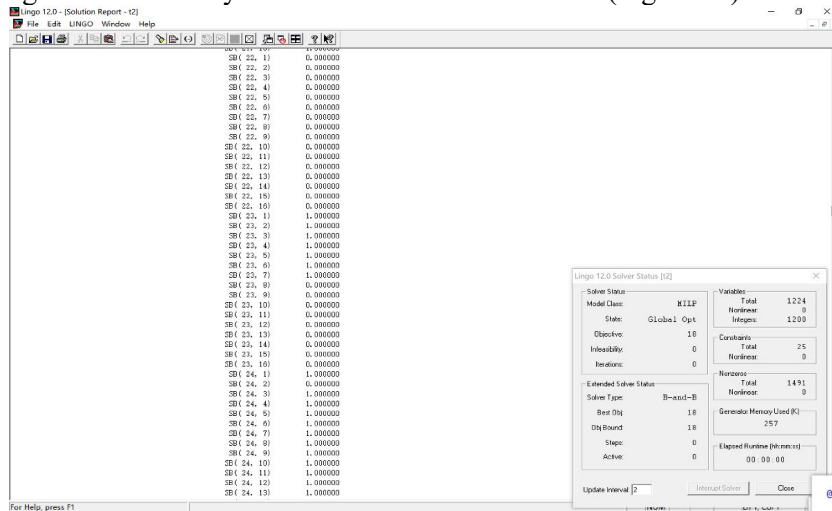 Lingo 12.0 - [Solution Report - t2]
File Edit LINGO Window Help
SB( 22, 1) 0.000000
SB( 22, 2) 0.000000
SB( 22, 3) 0.000000
SB( 22, 4) 0.000000
SB( 22, 5) 0.000000
SB( 22, 6) 0.000000
SB( 22, 7) 0.000000
SB( 22, 8) 0.000000
SB( 22, 9) 0.000000
SB( 22, 10) 0.000000
SB( 22, 11) 0.000000
SB( 22, 12) 0.000000
SB( 22, 13) 0.000000
SB( 22, 14) 0.000000
SB( 22, 15) 0.000000
SB( 22, 16) 0.000000
SB( 23, 1) 1.000000
SB( 23, 2) 1.000000
SB( 23, 3) 1.000000
SB( 23, 4) 1.000000
SB( 23, 5) 1.000000
SB( 23, 6) 1.000000
SB( 23, 7) 1.000000
SB( 23, 8) 0.000000
SB( 23, 9) 0.000000
SB( 23, 10) 0.000000
SB( 23, 11) 0.000000
SB( 23, 12) 0.000000
SB( 23, 13) 0.000000
SB( 23, 14) 0.000000
SB( 23, 15) 0.000000
SB( 23, 16) 0.000000
SB( 24, 1) 1.000000
SB( 24, 2) 0.000000
SB( 24, 3) 1.000000
SB( 24, 4) 1.000000
SB( 24, 5) 1.000000
SB( 24, 6) 1.000000
SB( 24, 7) 1.000000
SB( 24, 8) 1.000000
SB( 24, 9) 1.000000
SB( 24, 10) 1.000000
SB( 24, 11) 1.000000
SB( 24, 12) 1.000000
SB( 24, 13) 1.000000
Lingo 12.0 Solver Status [t2]
Solver Status
Model Class: MILP
State: Global Opt
Objective: 18
Infeasibility: 0
Iterations: 0
Extended Solver Status
Solver Type: B-and-B
Best Obj: 18
Obj Bound: 18
Steps: 0
Active: 0
Update Interval: 2
Variables
Total: 1224
Nonlinear: 0
Integers: 1200
Constraints
Total: 25
Nonlinear: 0
Nonzeros
Total: 1491
Nonlinear: 0
Generator Memory Used (K)
257
Elapsed Runtime (hh:mm:ss)
00:00:00
Interrupt Solver
Close
For Help, press F1